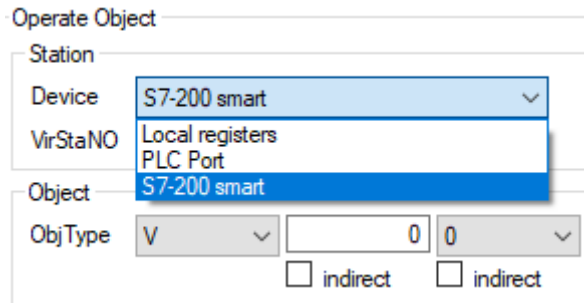 Operate Object
Station
Device S7-200 smart
VirStaNO Local registers
PLC Port
S7-200 smart
Object
ObjType V 0 0
indirect indirect